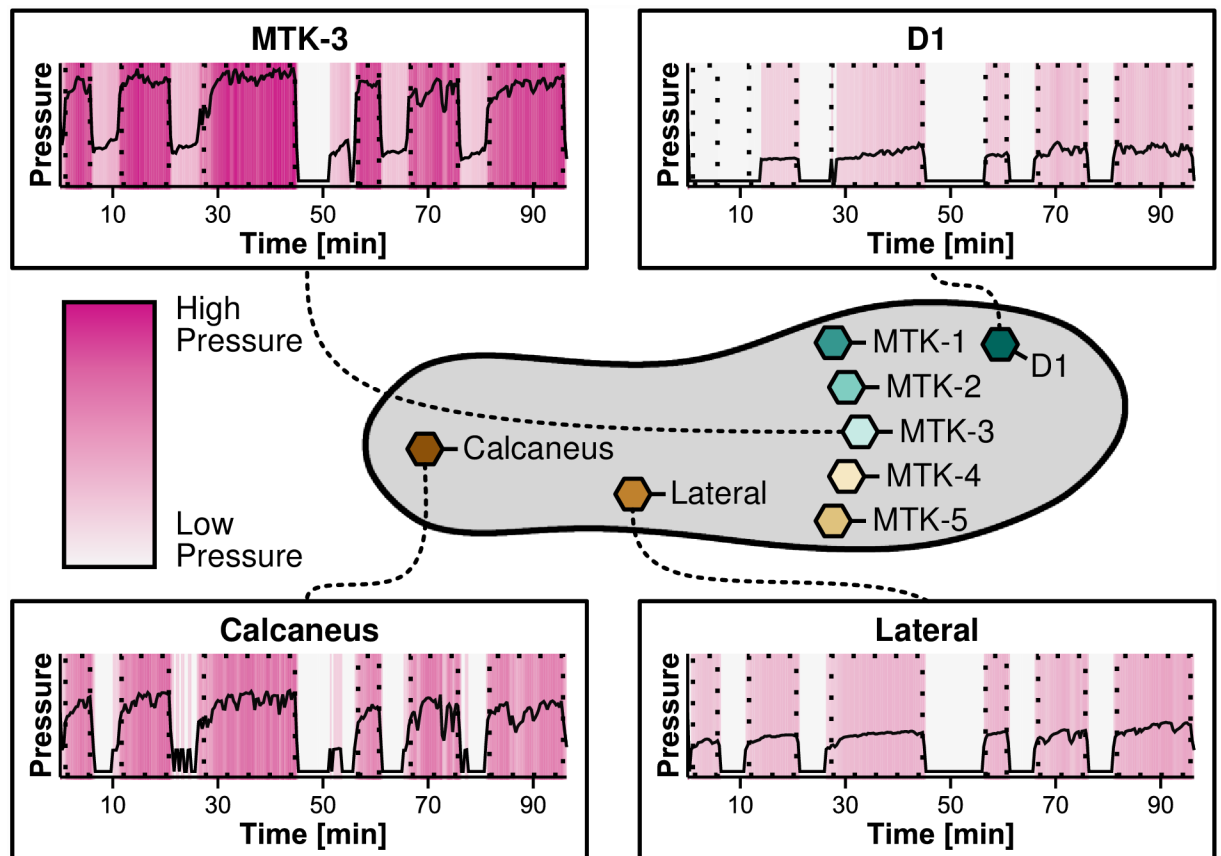 MTK-3
Pressure
10 30 50 70 90
Time [min]
D1
Pressure
10 30 50 70 90
Time [min]
High
Pressure
Low
Pressure
MTK-1
D1
MTK-2
MTK-3
Calcaneus
MTK-4
Lateral
MTK-5
Calcaneus
Pressure
10 30 50 70 90
Time [min]
Lateral
Pressure
10 30 50 70 90
Time [min]